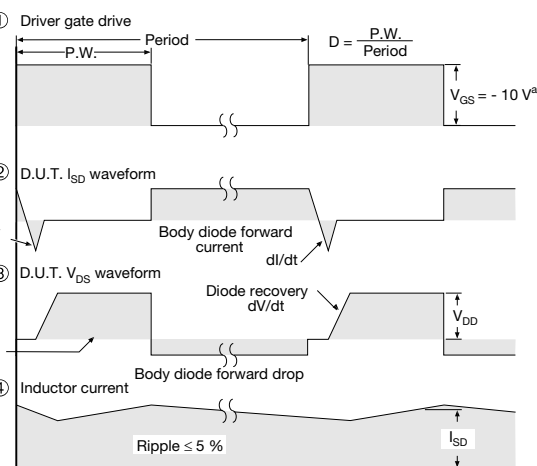 ① Driver gate drive
P.W.
Period
D = P.W.
Period
V_GS = - 10 Vᵃ
② D.U.T. I_SD waveform
Body diode forward
current
dI/dt
③ D.U.T. V_DS waveform
Diode recovery
dV/dt
V_DD
Body diode forward drop
④ Inductor current
Ripple ≤ 5 %
I_SD